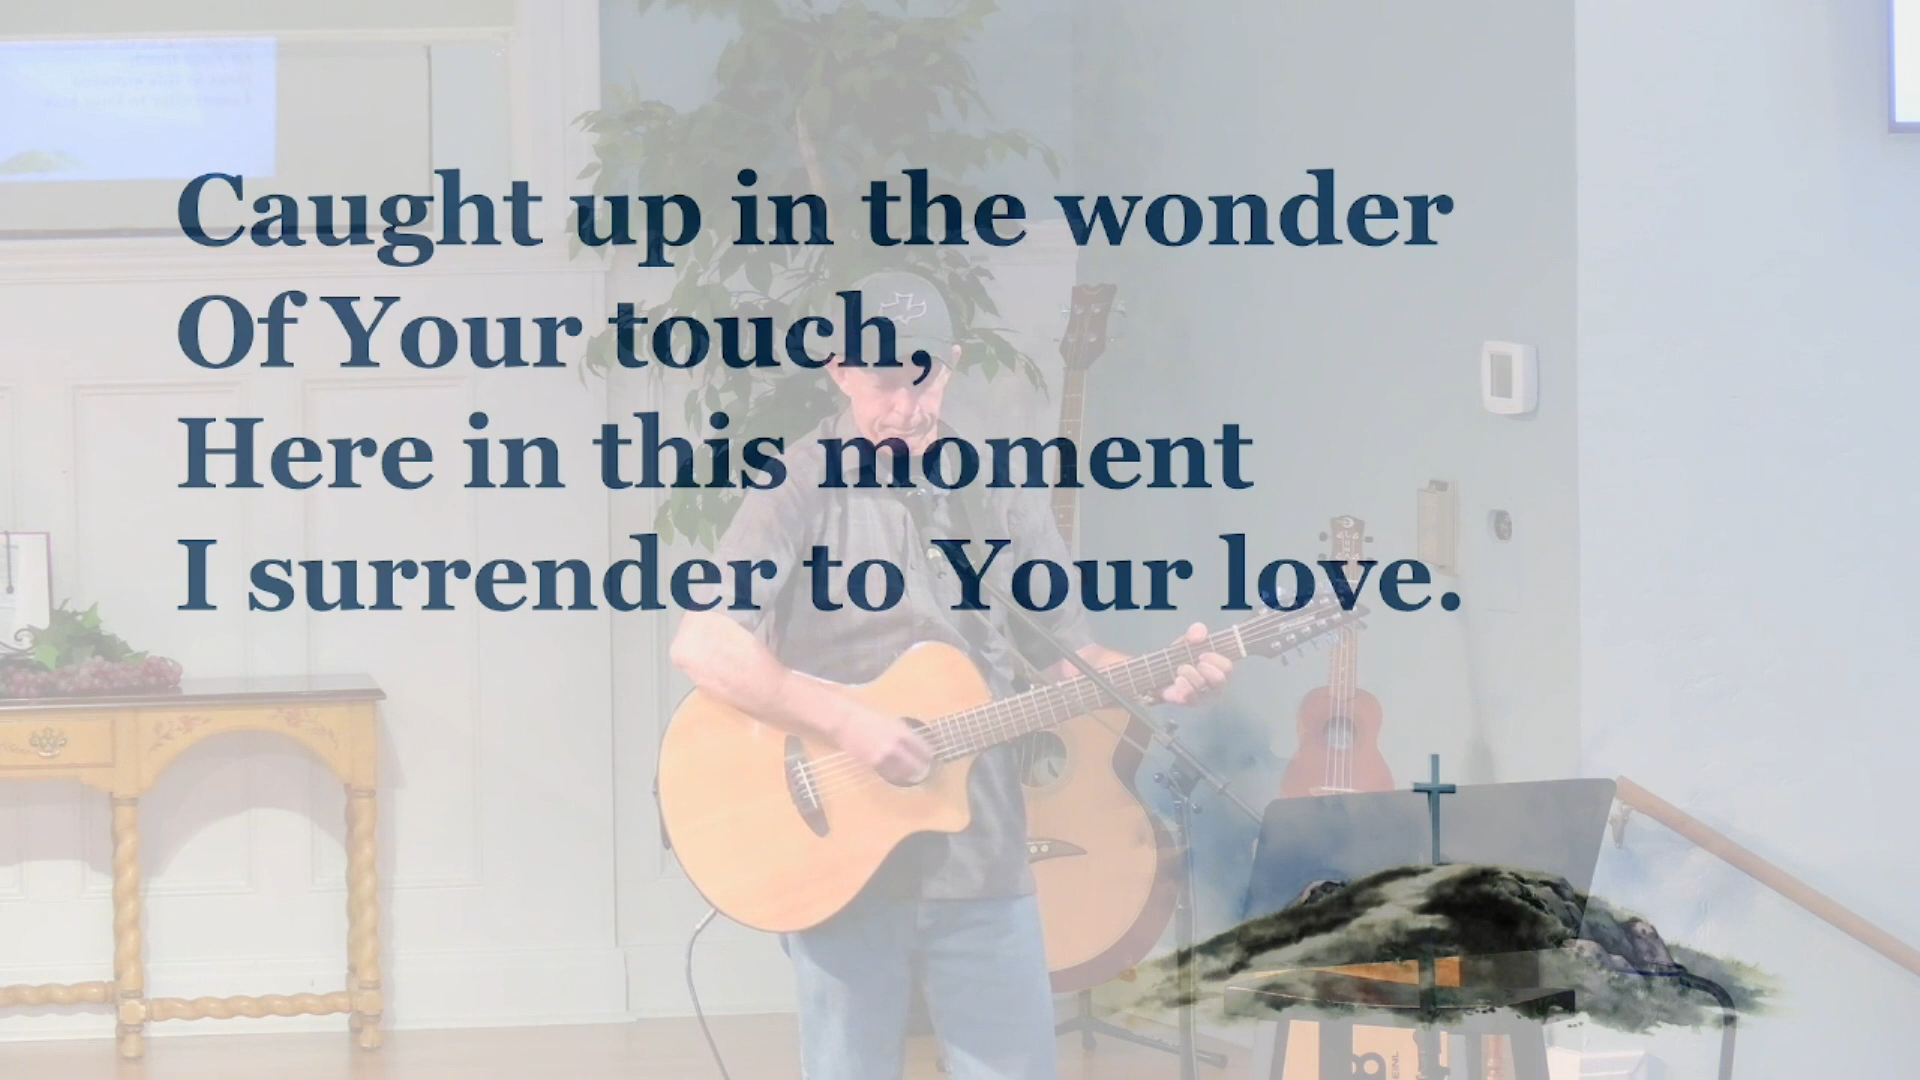 Caught up in the wonder
Of Your touch,
Here in this moment
I surrender to Your love.